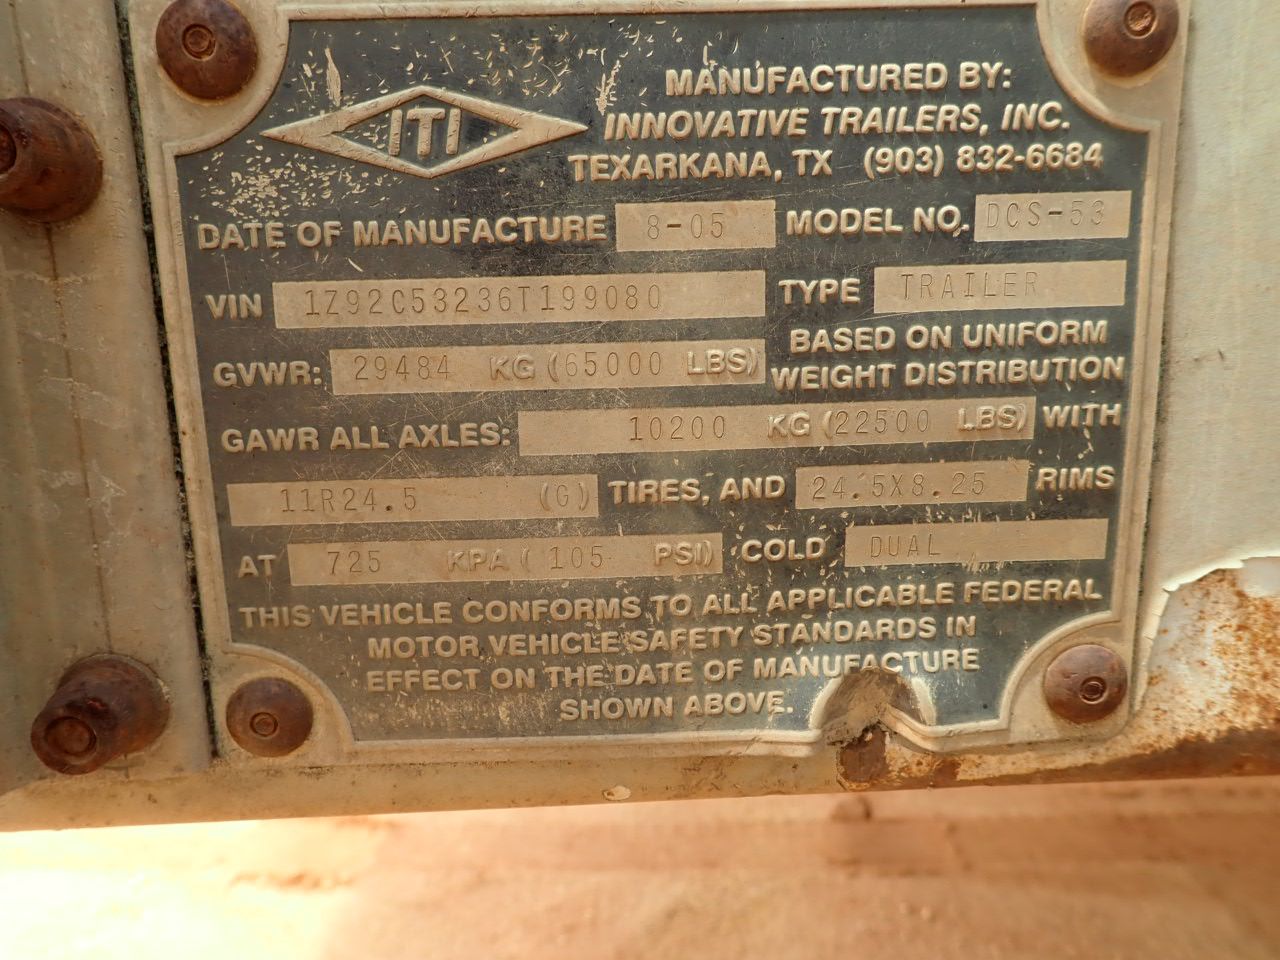 ITI
MANUFACTURED BY:
INNOVATIVE TRAILERS, INC.
TEXARKANA, TX (903) 832-6684
DATE OF MANUFACTURE 8-05 MODEL NO. DCS-53
VIN 1Z92C53236T199080 TYPE TRAILER
GVWR: 29484 KG (65000 LBS) BASED ON UNIFORM
WEIGHT DISTRIBUTION
GAWR ALL AXLES: 10200 KG (22500 LBS) WITH
11R24.5 (G) TIRES, AND 24.5X8.25 RIMS
AT 725 KPA ( 105 PSI) COLD DUAL
THIS VEHICLE CONFORMS TO ALL APPLICABLE FEDERAL
MOTOR VEHICLE SAFETY STANDARDS IN
EFFECT ON THE DATE OF MANUFACTURE
SHOWN ABOVE.